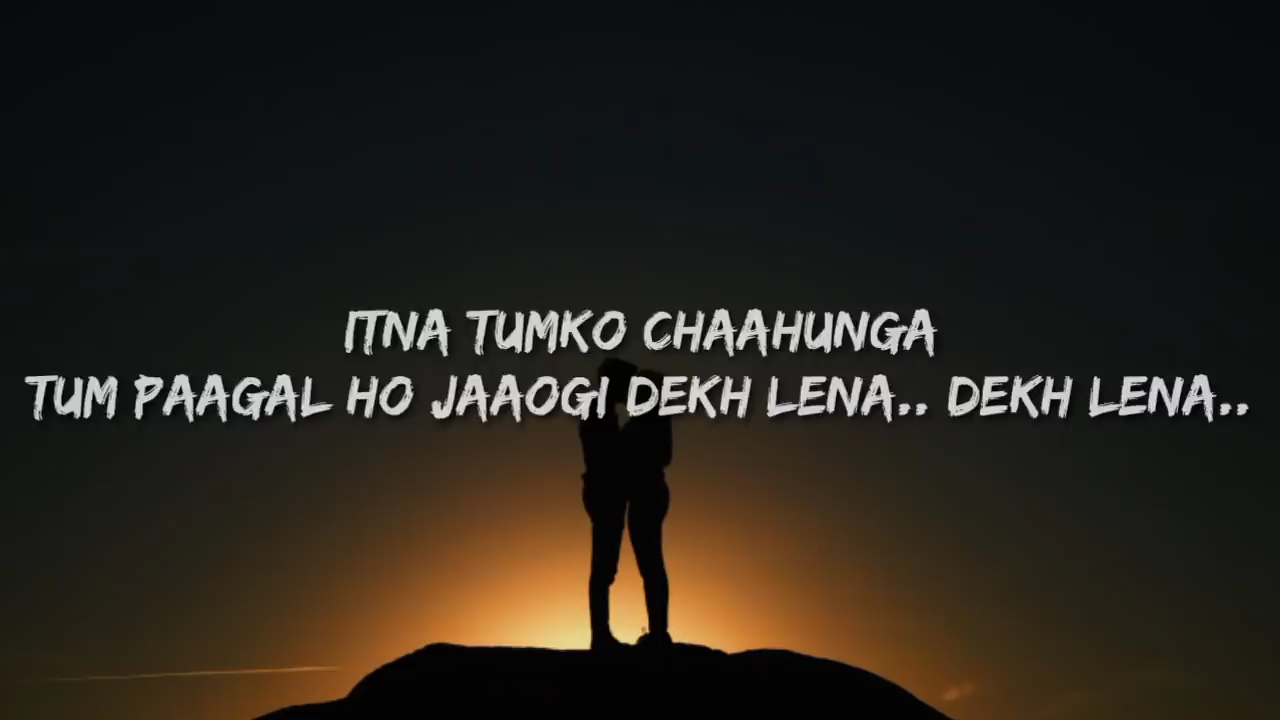 ITNA TUMKO CHAAHUNGA
TUM PAAGAL HO JAAOGI DEKH LENA.. DEKH LENA..